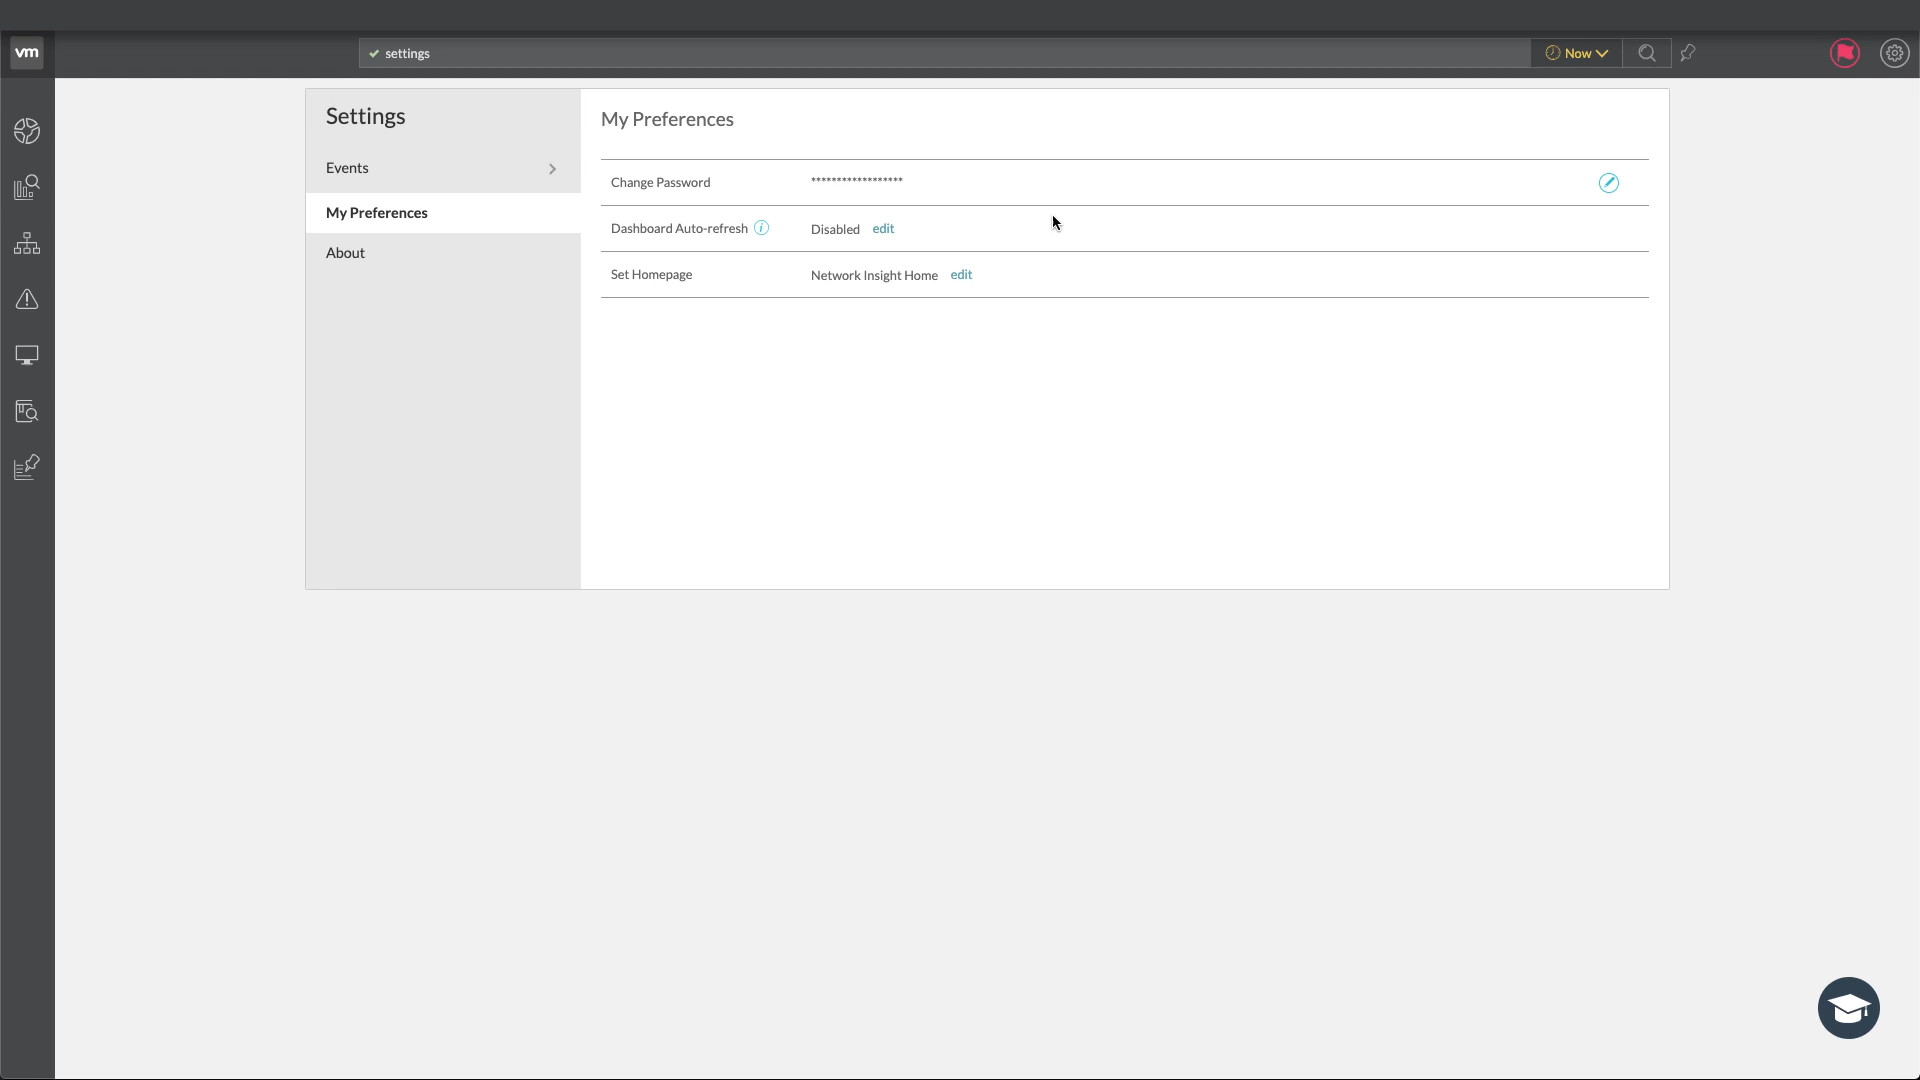 vm
settings
Now
Settings
Events
My Preferences
About
My Preferences
Change Password ******************
Dashboard Auto-refresh i Disabled edit
Set Homepage Network Insight Home edit